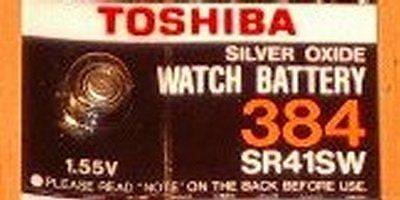 TOSHIBA
SILVER OXIDE
WATCH BATTERY
384
1.55V SR41SW
●PLEASE READ "NOTE" ON THE BACK BEFORE USE.